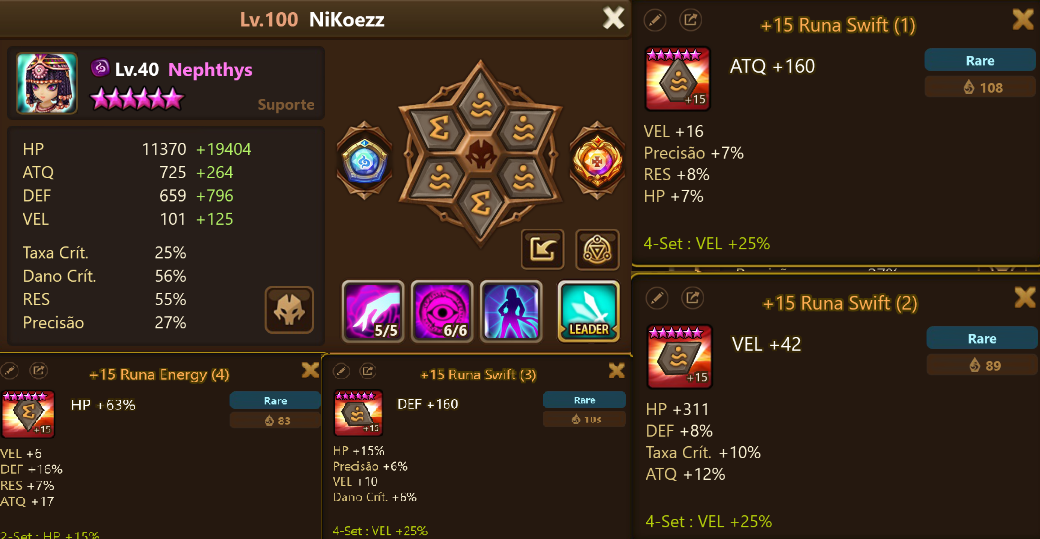 Lv.100 NiKoezz
Lv.40 Nephthys
Suporte
HP 11370 +19404
ATQ 725 +264
DEF 659 +796
VEL 101 +125
Taxa Crít. 25%
Dano Crít. 56%
RES 55%
Precisão 27%
5/5
6/6
LEADER
+15 Runa Swift (1)
+15
ATQ +160
Rare
108
VEL +16
Precisão +7%
RES +8%
HP +7%
4-Set : VEL +25%
+15 Runa Swift (2)
+15
VEL +42
Rare
89
HP +311
DEF +8%
Taxa Crít. +10%
ATQ +12%
4-Set : VEL +25%
+15 Runa Energy (4)
+15
HP +63%
Rare
83
VEL +6
DEF +16%
RES +7%
ATQ +17
2-Set : HP +15%
+15 Runa Swift (3)
+15
DEF +160
Rare
HP +15%
Precisão +6%
VEL +10
Dano Crít. +6%
4-Set : VEL +25%